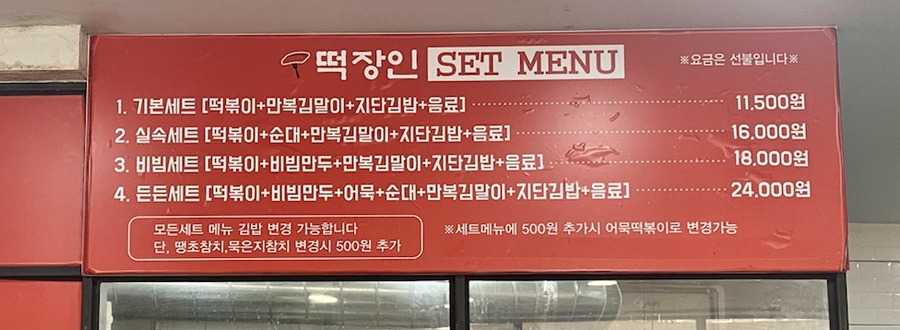 떡장인 SET MENU ※요금은 선불입니다※
1. 기본세트 [떡볶이+만복김말이+지단김밥+음료] 11,500원
2. 실속세트 [떡볶이+순대+만복김말이+지단김밥+음료] 16,000원
3. 비빔세트 [떡볶이+비빔만두+만복김말이+지단김밥+음료] 18,000원
4. 든든세트 [떡볶이+비빔만두+어묵+순대+만복김말이+지단김밥+음료] 24,000원
모든세트 메뉴 김밥 변경 가능합니다
단, 땡초참치,묵은지참치 변경시 500원 추가
※세트메뉴에 500원 추가시 어묵떡볶이로 변경가능